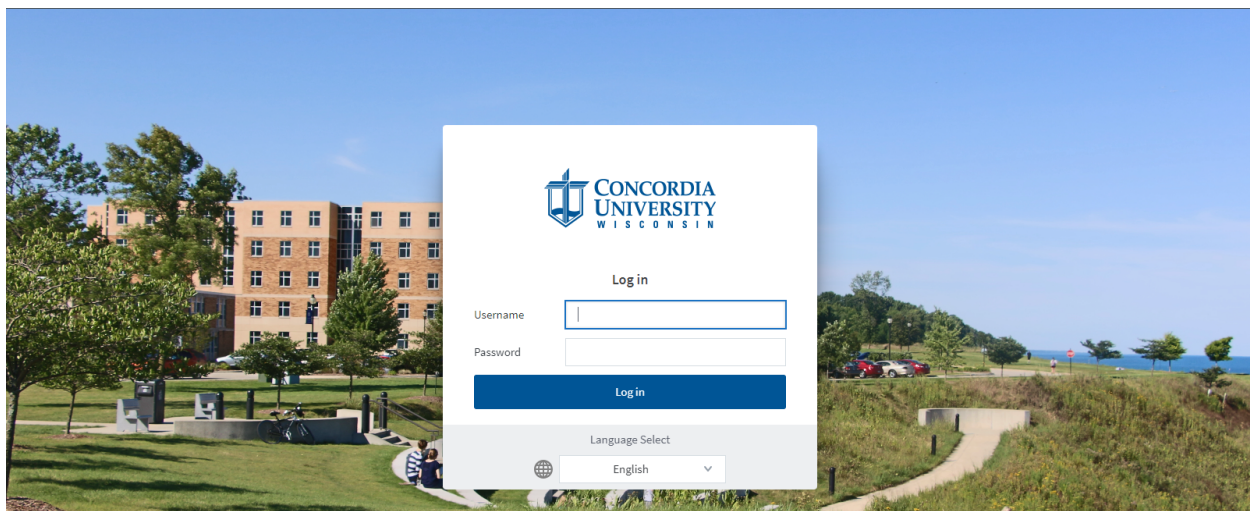 CONCORDIA
UNIVERSITY
WISCONSIN
Log in
Username
Password
Log in
Language Select
English